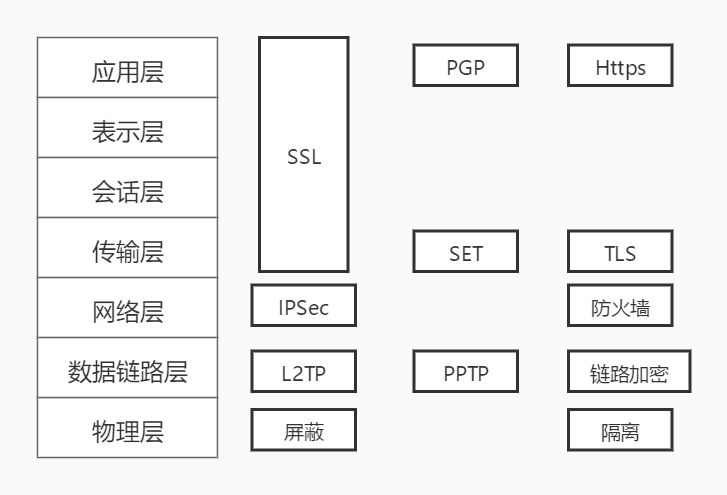 应用层
PGP
Https
表示层
SSL
会话层
传输层
SET
TLS
网络层
IPSec
防火墙
数据链路层
L2TP
PPTP
链路加密
物理层
屏蔽
隔离